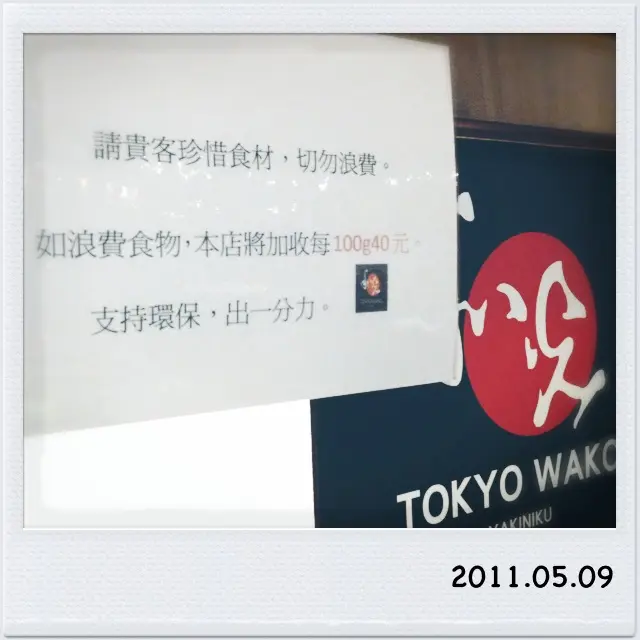 請貴客珍惜食材，切勿浪費。
如浪費食物，本店將加收每100g40元。
支持環保，出一分力。
TOKYO WAKO
YAKINIKU
2011.05.09